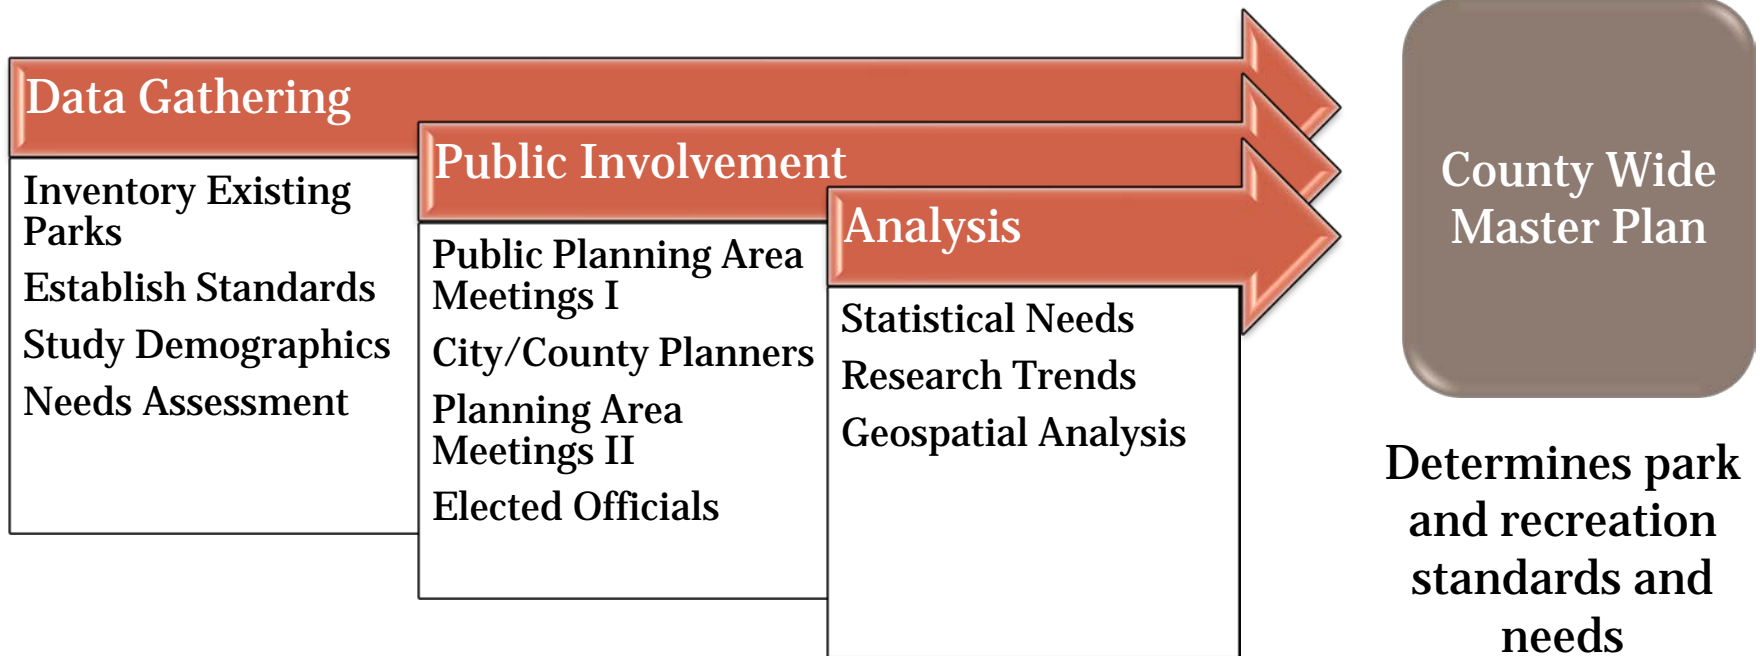 Data Gathering
Inventory Existing
Parks
Establish Standards
Study Demographics
Needs Assessment
Public Involvement
Public Planning Area
Meetings I
City/County Planners
Planning Area
Meetings II
Elected Officials
Analysis
Statistical Needs
Research Trends
Geospatial Analysis
County Wide
Master Plan
Determines park
and recreation
standards and
needs